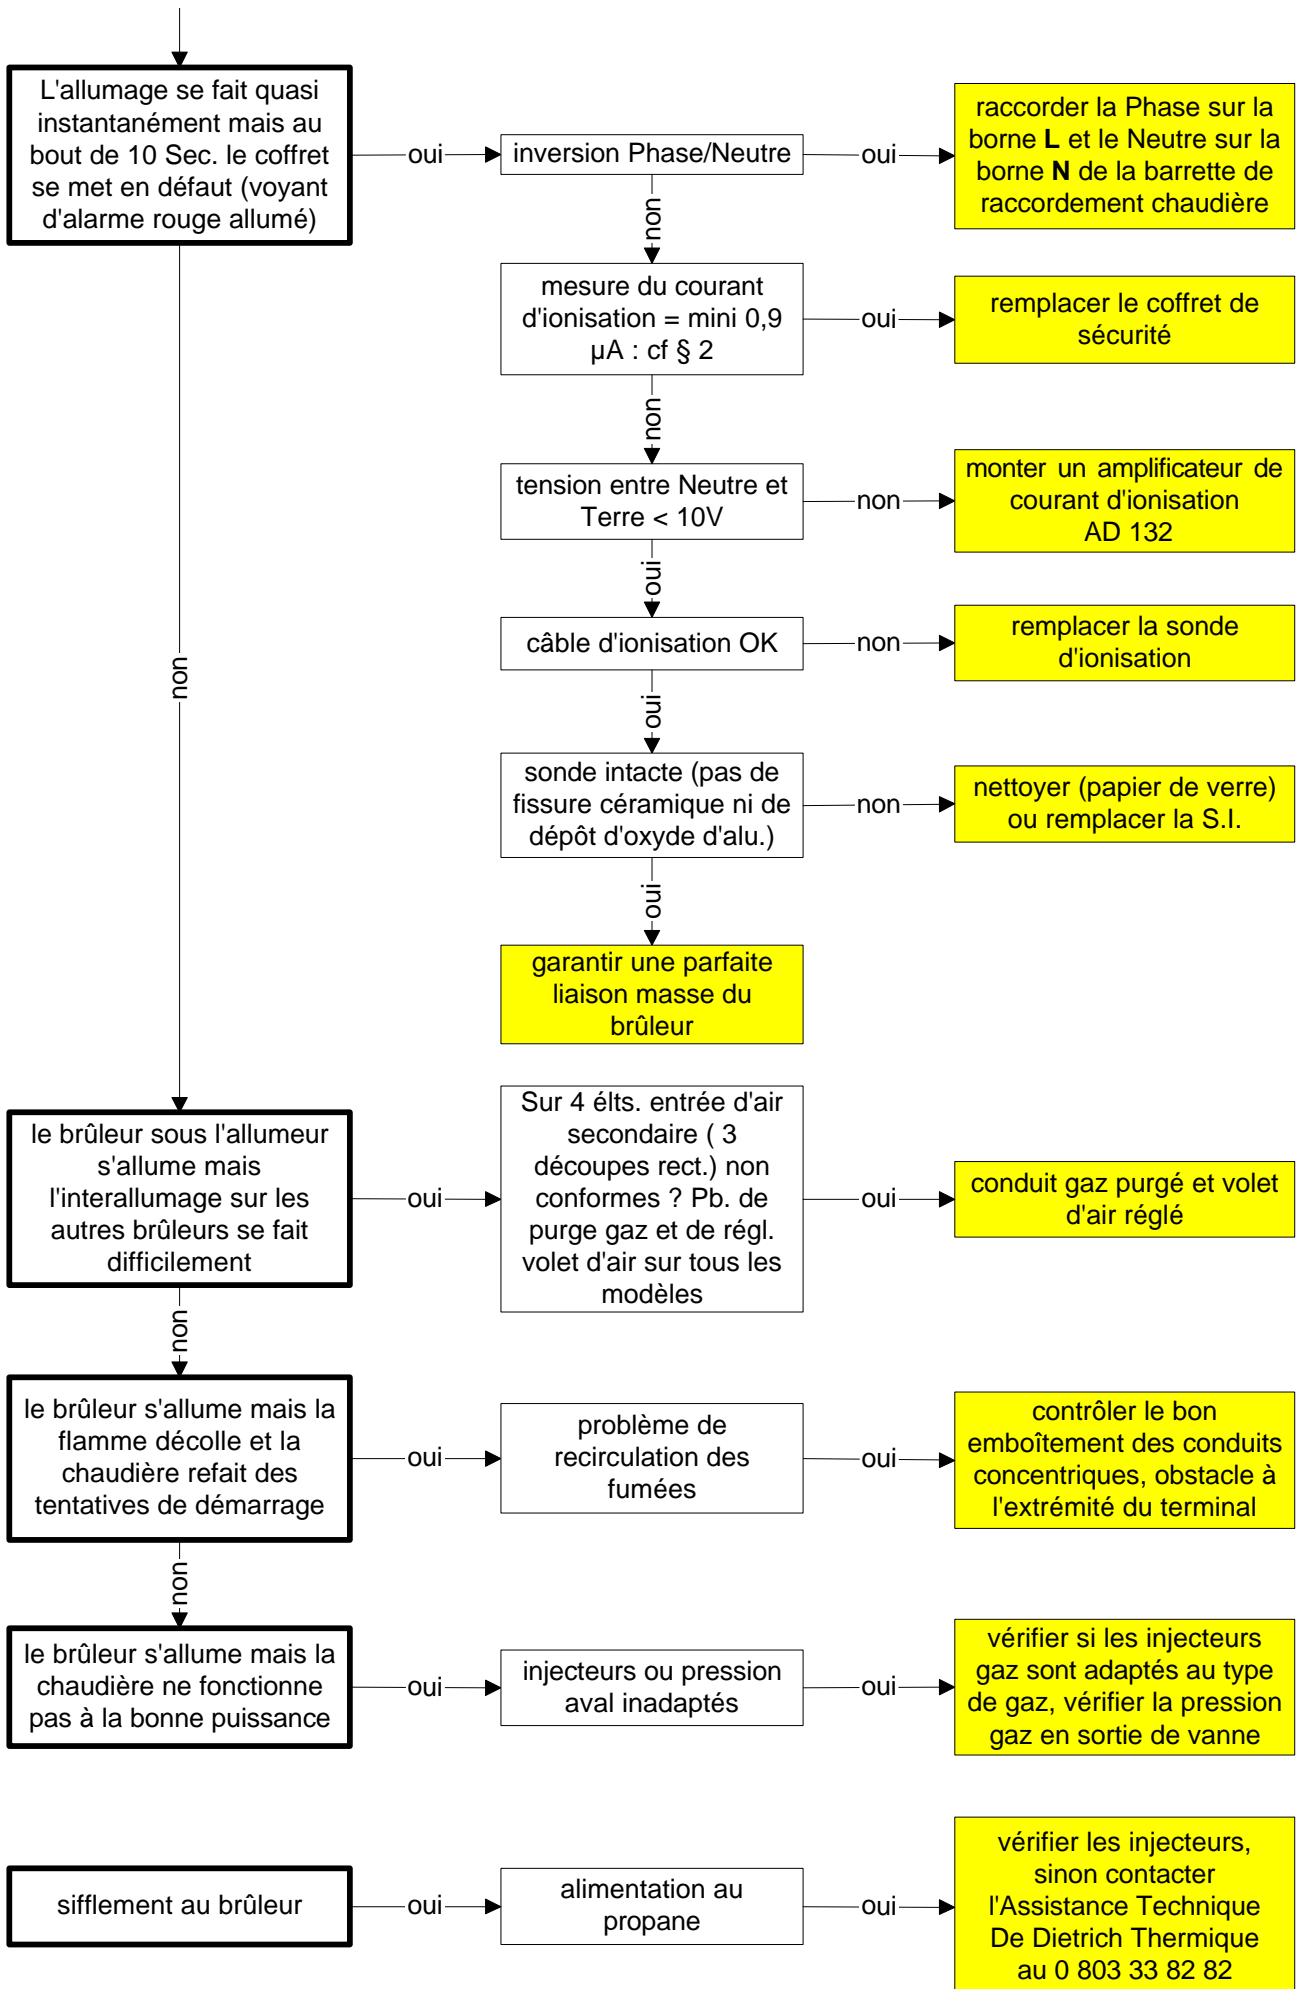 L'allumage se fait quasi
instantanément mais au
bout de 10 Sec. le coffret
se met en défaut (voyant
d'alarme rouge allumé)
oui
inversion Phase/Neutre
oui
raccorder la Phase sur la
borne L et le Neutre sur la
borne N de la barrette de
raccordement chaudière
non
mesure du courant
d'ionisation = mini 0,9
µA : cf § 2
oui
remplacer le coffret de
sécurité
non
tension entre Neutre et
Terre < 10V
non
monter un amplificateur de
courant d'ionisation
AD 132
oui
câble d'ionisation OK
non
remplacer la sonde
d'ionisation
oui
sonde intacte (pas de
fissure céramique ni de
dépôt d'oxyde d'alu.)
non
nettoyer (papier de verre)
ou remplacer la S.I.
oui
garantir une parfaite
liaison masse du
brûleur
non
le brûleur sous l'allumeur
s'allume mais
l'interallumage sur les
autres brûleurs se fait
difficilement
oui
Sur 4 élts. entrée d'air
secondaire ( 3
découpes rect.) non
conformes ? Pb. de
purge gaz et de régl.
volet d'air sur tous les
modèles
oui
conduit gaz purgé et volet
d'air réglé
non
le brûleur s'allume mais la
flamme décolle et la
chaudière refait des
tentatives de démarrage
oui
problème de
recirculation des
fumées
oui
contrôler le bon
emboîtement des conduits
concentriques, obstacle à
l'extrémité du terminal
non
le brûleur s'allume mais la
chaudière ne fonctionne
pas à la bonne puissance
oui
injecteurs ou pression
aval inadaptés
oui
vérifier si les injecteurs
gaz sont adaptés au type
de gaz, vérifier la pression
gaz en sortie de vanne
sifflement au brûleur
oui
alimentation au
propane
oui
vérifier les injecteurs,
sinon contacter
l'Assistance Technique
De Dietrich Thermique
au 0 803 33 82 82